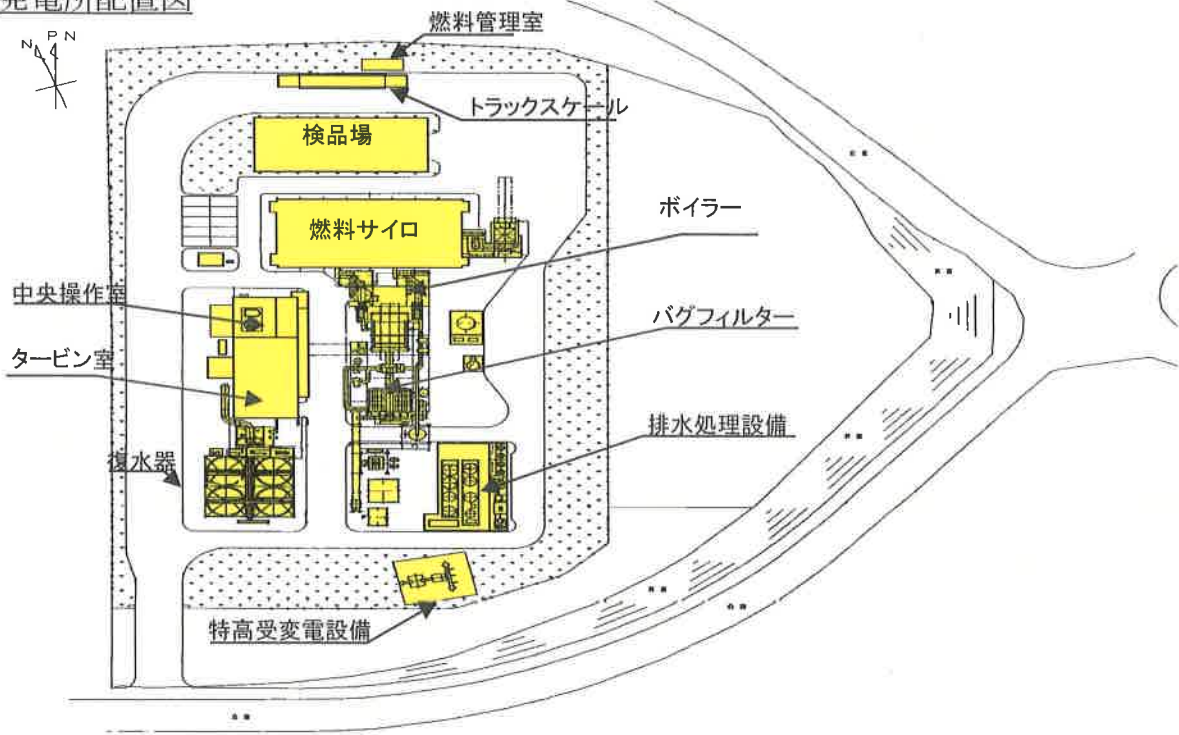 発電所配置図
N P N
燃料管理室
トラックスケール
検品場
ボイラー
燃料サイロ
中央操作室
バグフィルター
タービン室
排水処理設備
復水器
特高受変電設備